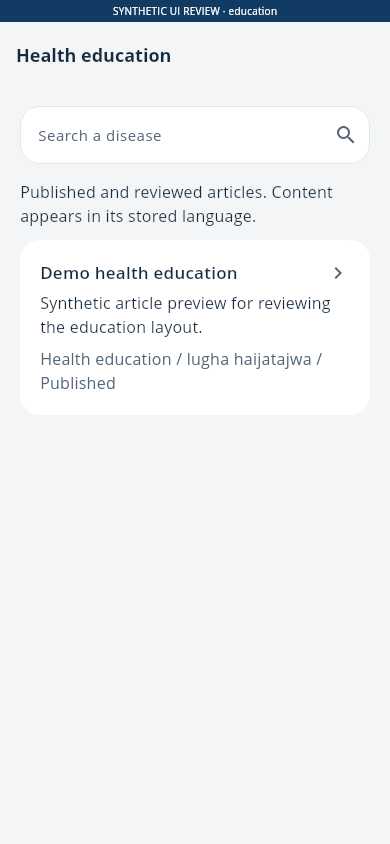 SYNTHETIC UI REVIEW · education
Health education
Search a disease
Published and reviewed articles. Content
appears in its stored language.
Demo health education
Synthetic article preview for reviewing
the education layout.
Health education / lugha haijatajwa /
Published